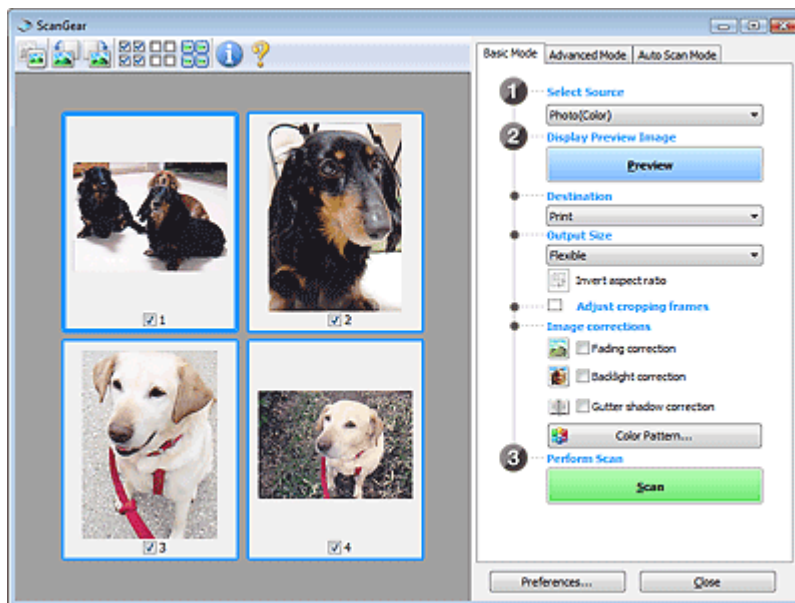 ScanGear
Basic Mode Advanced Mode Auto Scan Mode
1 Select Source
Photo(Color)
2 Display Preview Image
Preview
Destination
Print
Output Size
Flexible
Invert aspect ratio
Adjust cropping frames
Image corrections
Fading correction
Backlight correction
Gutter shadow correction
Color Pattern...
3 Perform Scan
Scan
1
2
3
4
Preferences... Close